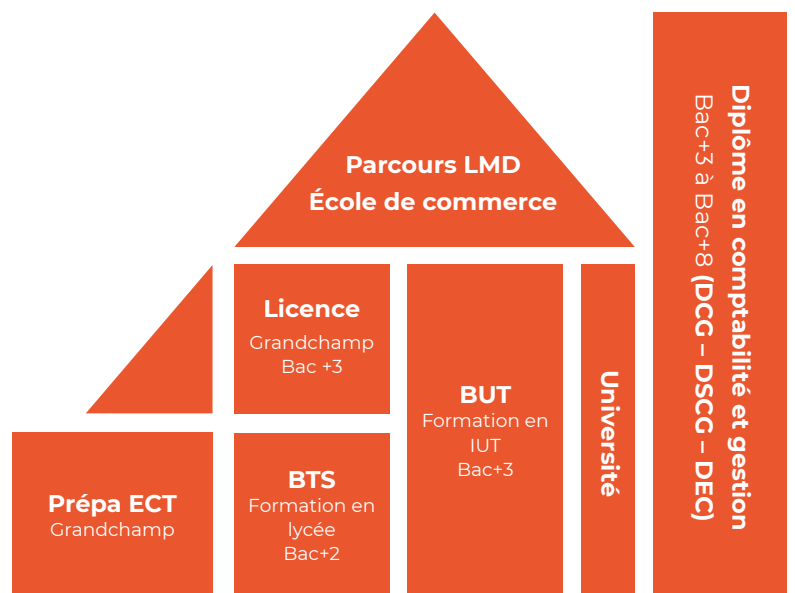 Parcours LMD
École de commerce
Licence
Grandchamp
Bac +3
Prépa ECT
Grandchamp
BTS
Formation en
lycée
Bac+2
BUT
Formation en
IUT
Bac+3
Université
Diplôme en comptabilité et gestion
Bac+3 à Bac+8 (DCG – DSCG – DEC)